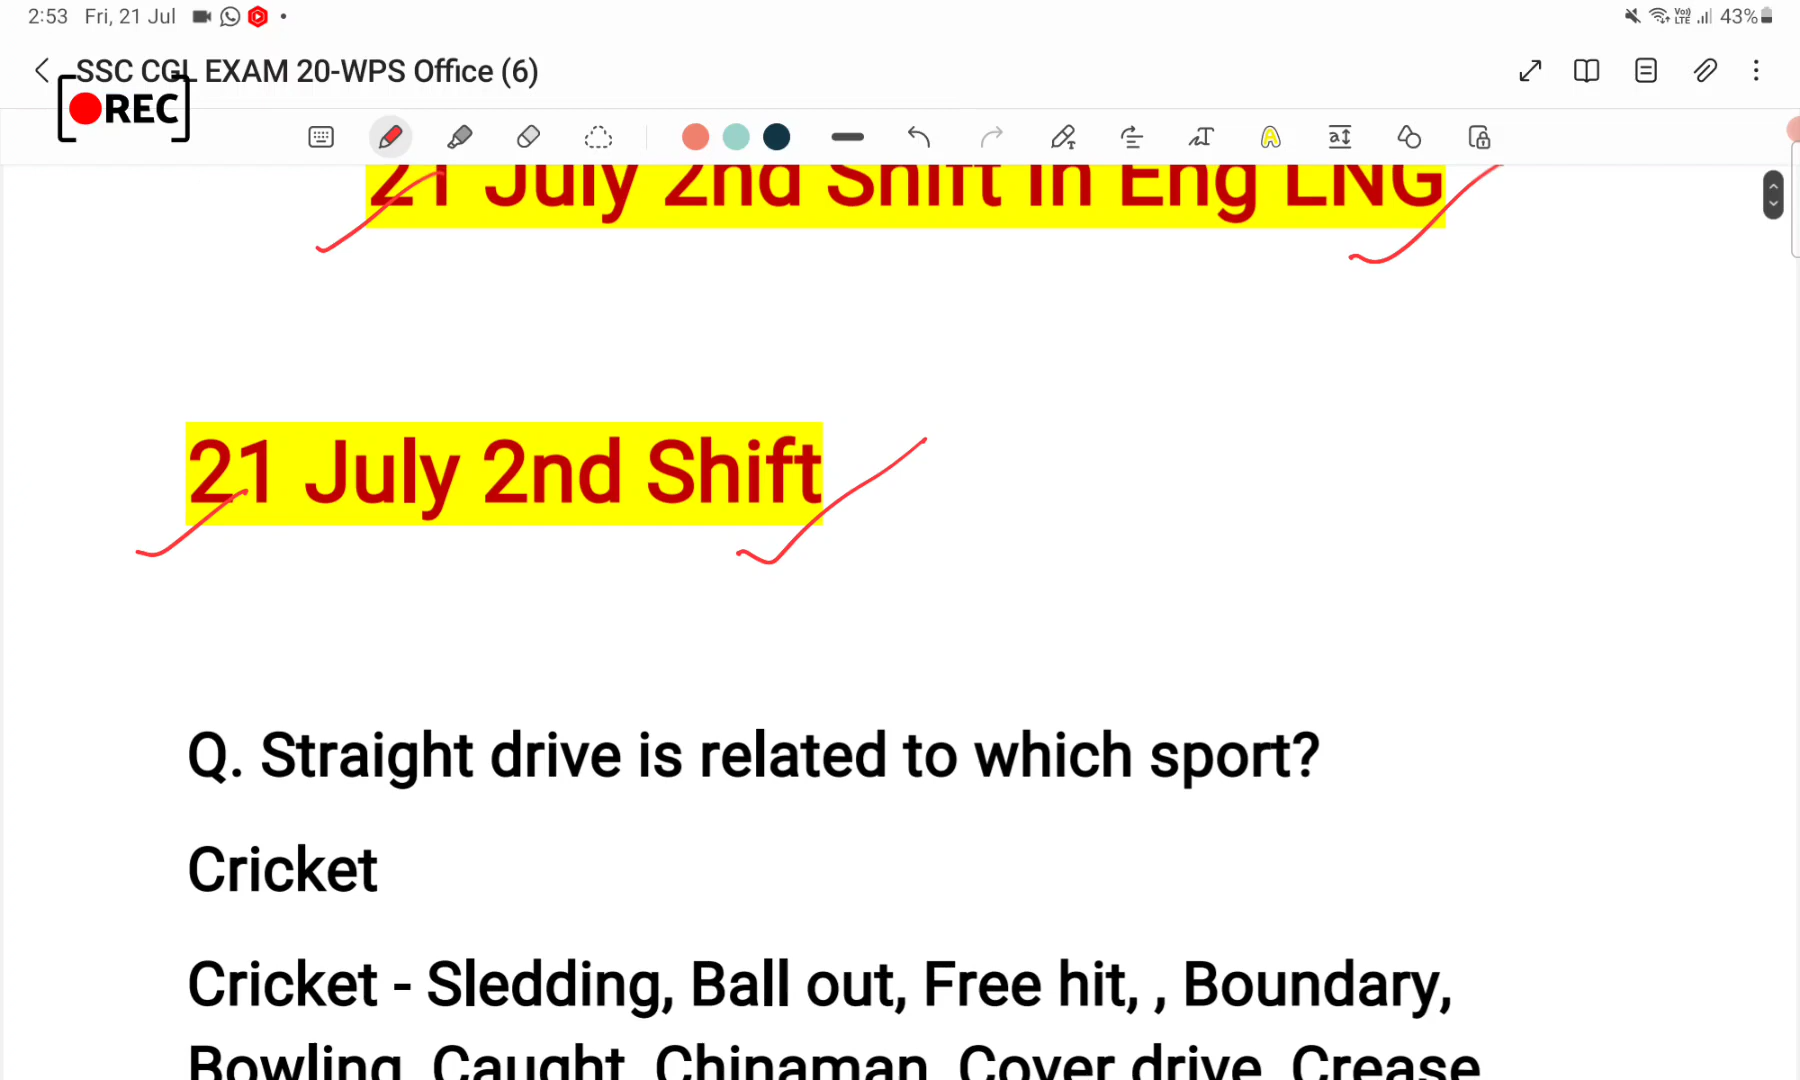 2:53 Fri, 21 Jul 43%
SSC CGL EXAM 20-WPS Office (6)
REC
21 July 2nd Shift In Eng LNG
21 July 2nd Shift
Q. Straight drive is related to which sport?
Cricket
Cricket - Sledding, Ball out, Free hit, , Boundary,
Bowling, Caught, Chinaman, Cover drive, Crease